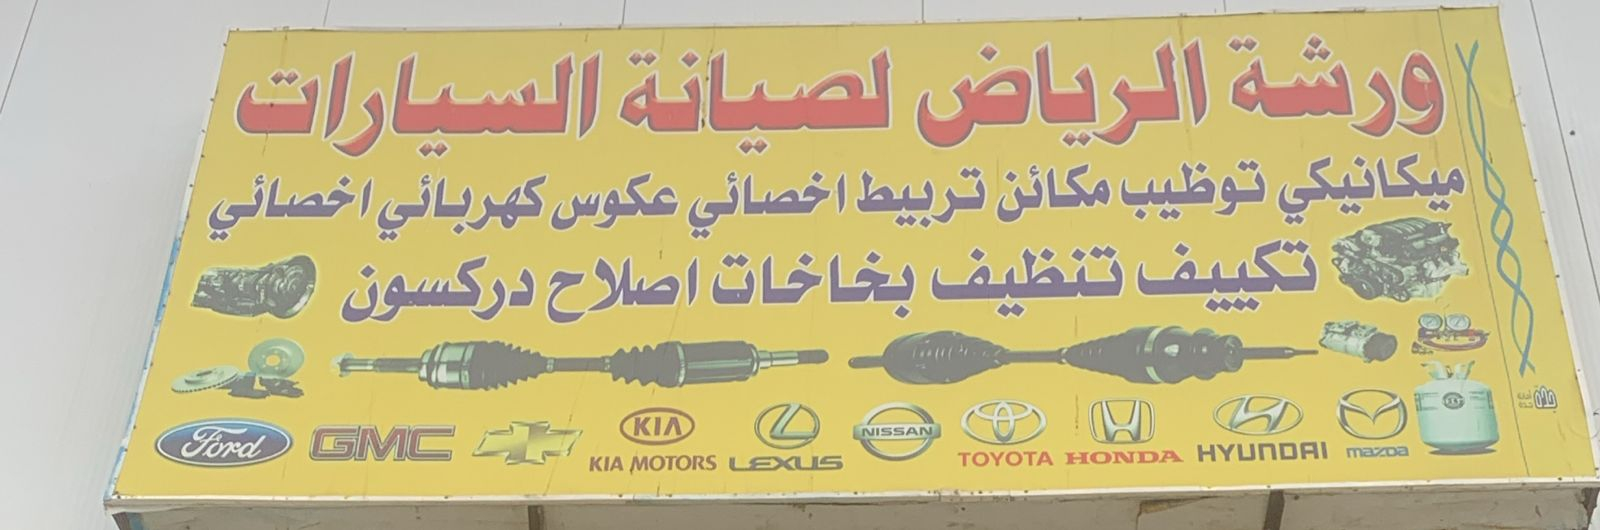 ورشة الرياض لصيانة السيارات
ميكانيكي توظيب مكائن تربيط اخصائي عكوس كهربائي اخصائي
تكييف تنظيف بخاخات اصلاح دركسون
Ford GMC KIA LEXUS NISSAN TOYOTA HONDA HYUNDAI mazda
KIA MOTORS